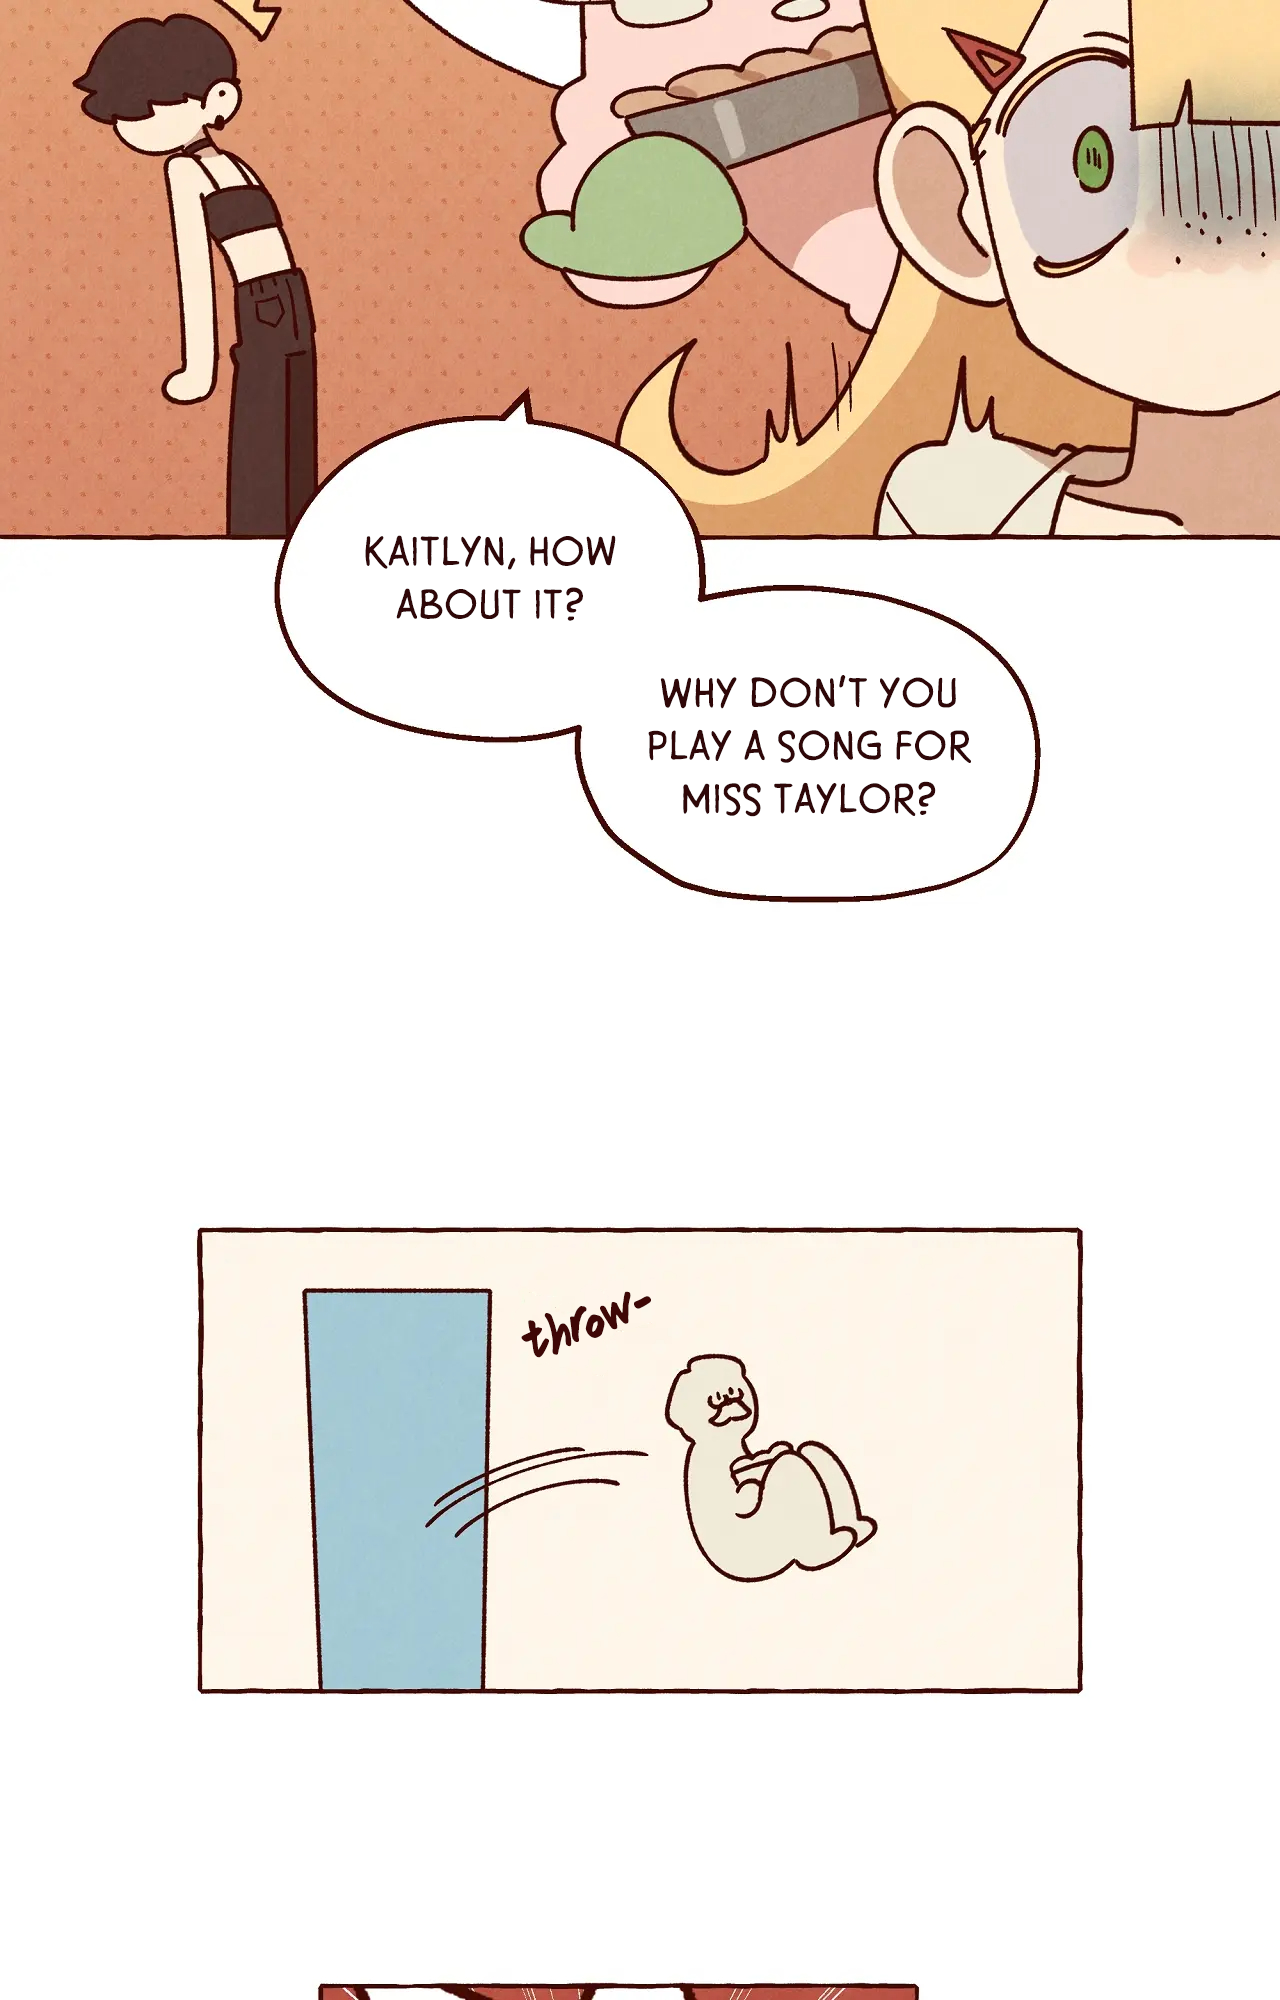 KAITLYN, HOW
ABOUT IT?
WHY DON'T YOU
PLAY A SONG FOR
MISS TAYLOR?
throw-